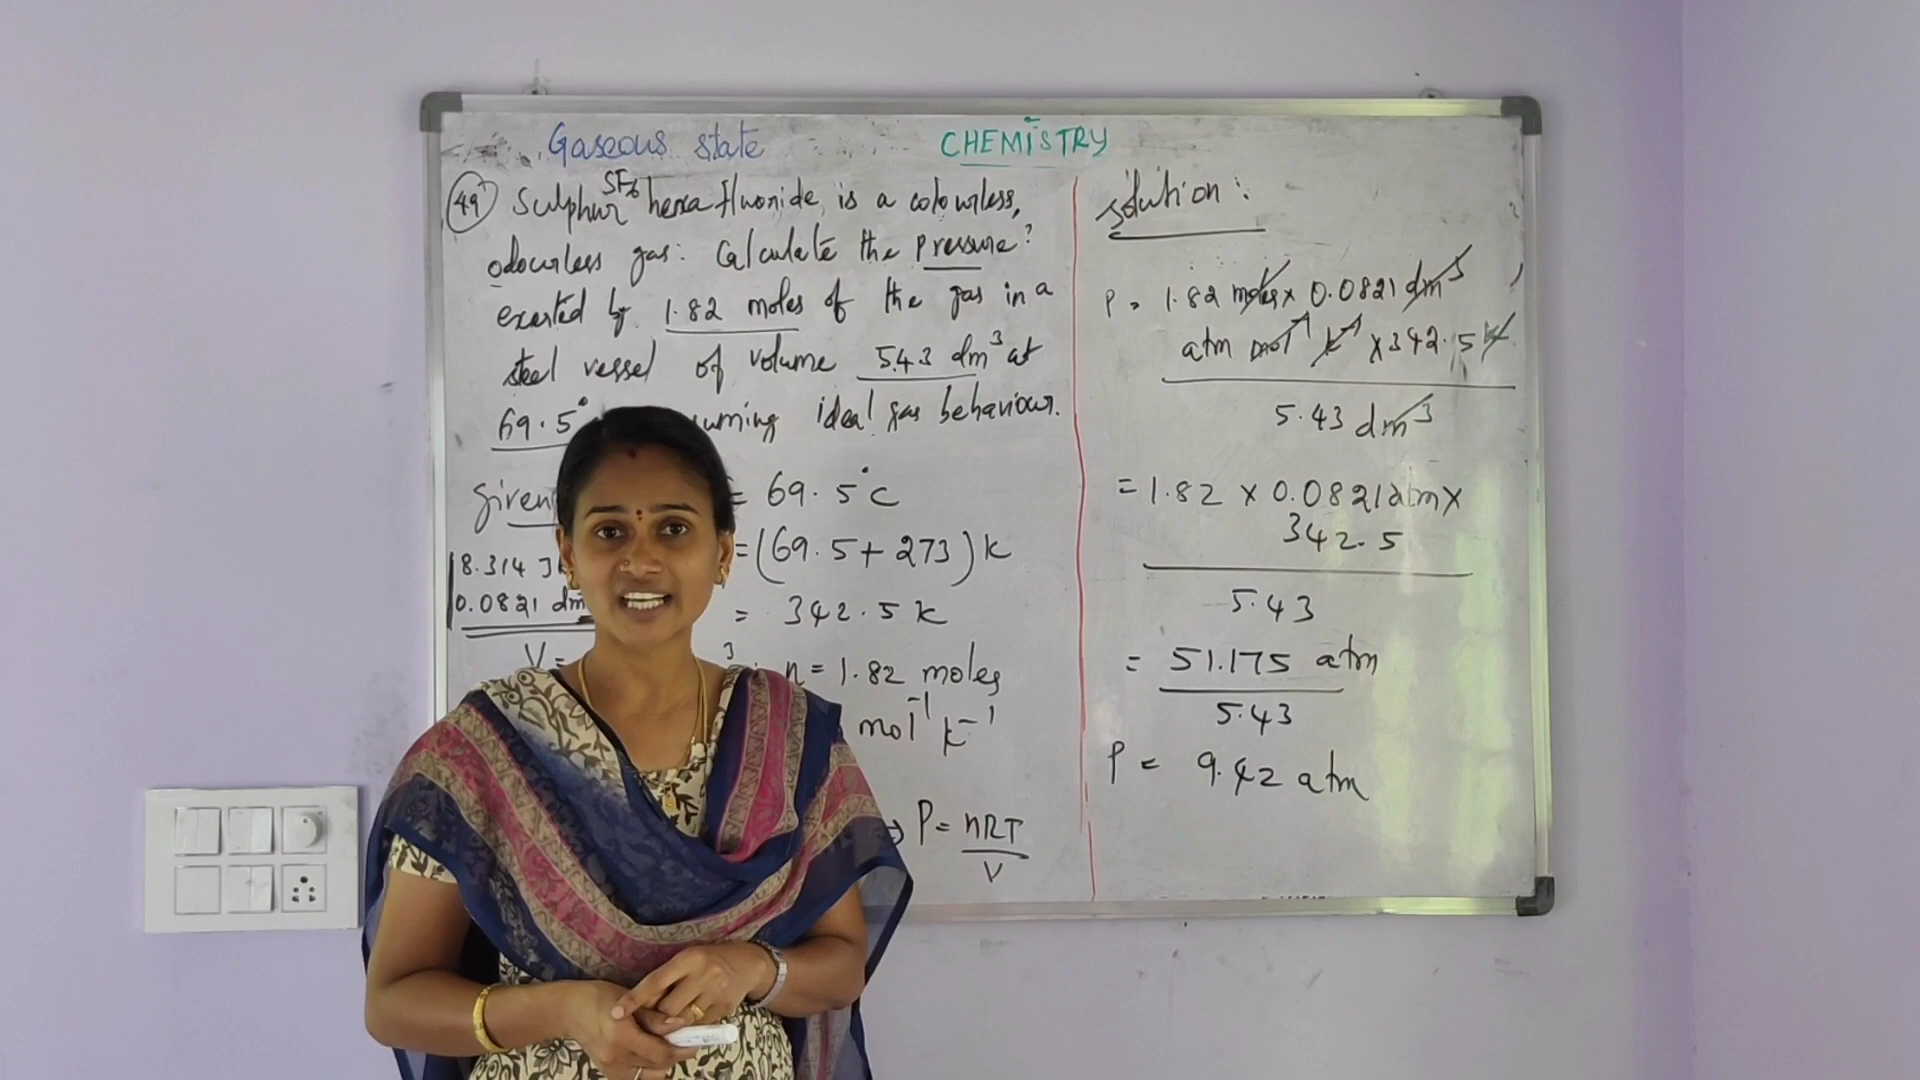 Gaseous state
CHEMISTRY
49 Sulphur SF6 hexa fluoride is a colourless,
odourless gas. Calculate the pressure?
exerted by 1.82 moles of the gas in a
steel vessel of volume 5.43 dm³ at
69.5° uming ideal gas behaviour.
given = 69.5°C
= (69.5 + 273) k
8.314 J
0.0821 dm = 342.5 k
V = 3 n = 1.82 moles
mol⁻¹ k⁻¹
→ P = nRT
V
solution:
P = 1.82 moles x 0.0821 dm³
atm mol⁻¹ k⁻¹ x 342.5 k
5.43 dm³
= 1.82 x 0.0821 atm x
342.5
5.43
= 51.175 atm
5.43
P = 9.42 atm